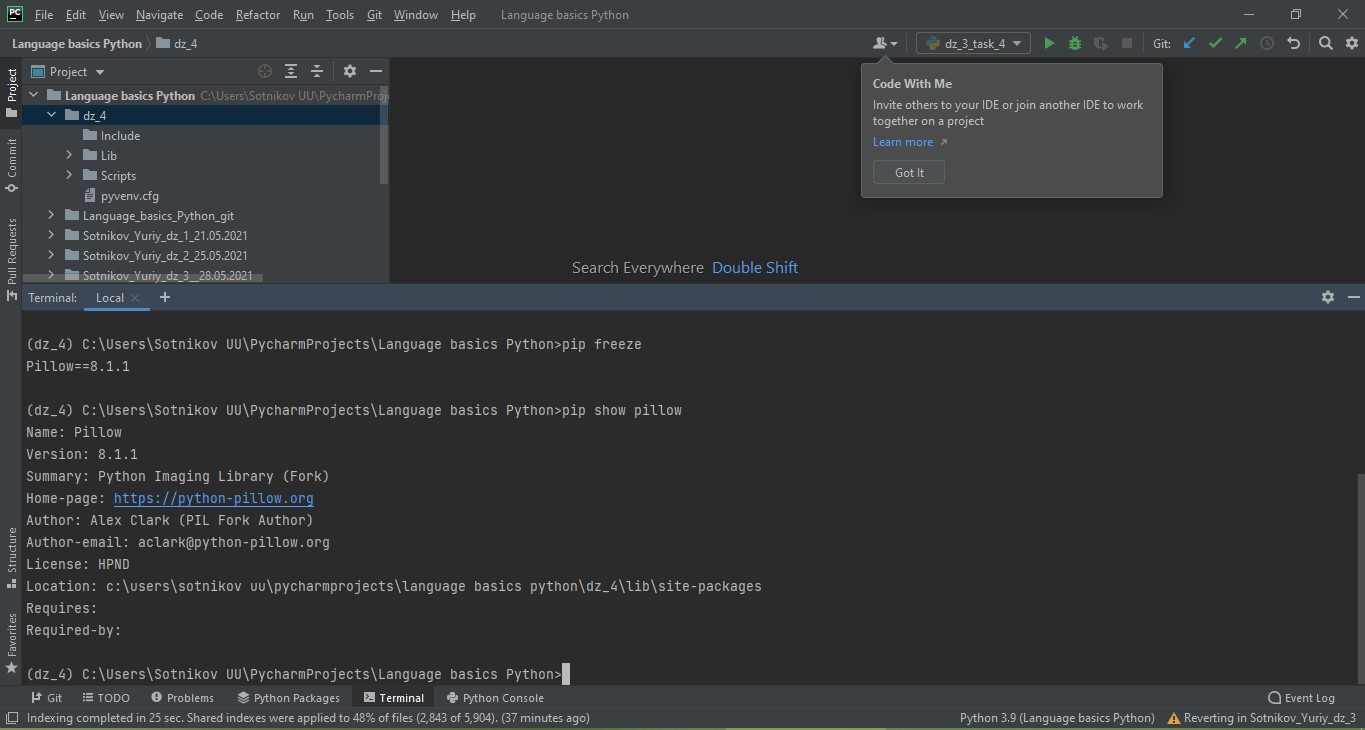 PC File Edit View Navigate Code Refactor Run Tools Git Window Help Language basics Python
Language basics Python dz_4 dz_3_task_4 Git:
Project
Code With Me
Invite others to your IDE or join another IDE to work
together on a project
Learn more
Got It
Language basics Python C:\Users\Sotnikov UU\PycharmProj
dz_4
Include
Lib
Scripts
pyvenv.cfg
Language_basics_Python_git
Sotnikov_Yuriy_dz_1_21.05.2021
Sotnikov_Yuriy_dz_2_25.05.2021
Sotnikov_Yuriy_dz_3__28.05.2021
Project
Commit
Pull Requests
Structure
Favorites
Search Everywhere Double Shift
Terminal: Local
(dz_4) C:\Users\Sotnikov UU\PycharmProjects\Language basics Python>pip freeze
Pillow==8.1.1
(dz_4) C:\Users\Sotnikov UU\PycharmProjects\Language basics Python>pip show pillow
Name: Pillow
Version: 8.1.1
Summary: Python Imaging Library (Fork)
Home-page: https://python-pillow.org
Author: Alex Clark (PIL Fork Author)
Author-email: aclark@python-pillow.org
License: HPND
Location: c:\users\sotnikov uu\pycharmprojects\language basics python\dz_4\lib\site-packages
Requires:
Required-by:
(dz_4) C:\Users\Sotnikov UU\PycharmProjects\Language basics Python>
Git TODO Problems Python Packages Terminal Python Console Event Log
Indexing completed in 25 sec. Shared indexes were applied to 48% of files (2,843 of 5,904). (37 minutes ago) Python 3.9 (Language basics Python) Reverting in Sotnikov_Yuriy_dz_3